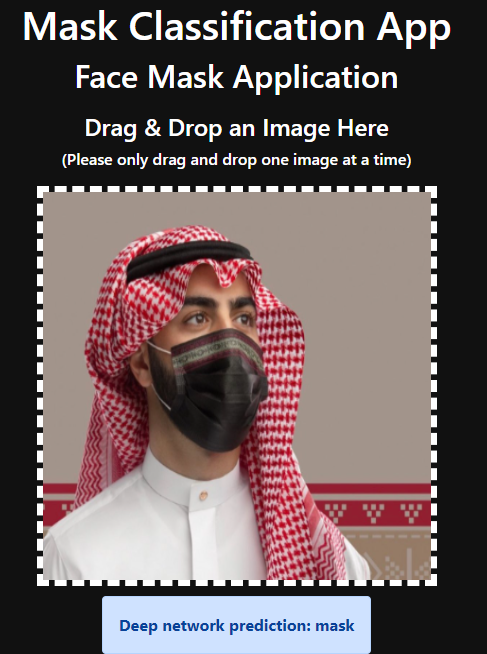 Mask Classification App
Face Mask Application
Drag & Drop an Image Here
(Please only drag and drop one image at a time)
Deep network prediction: mask